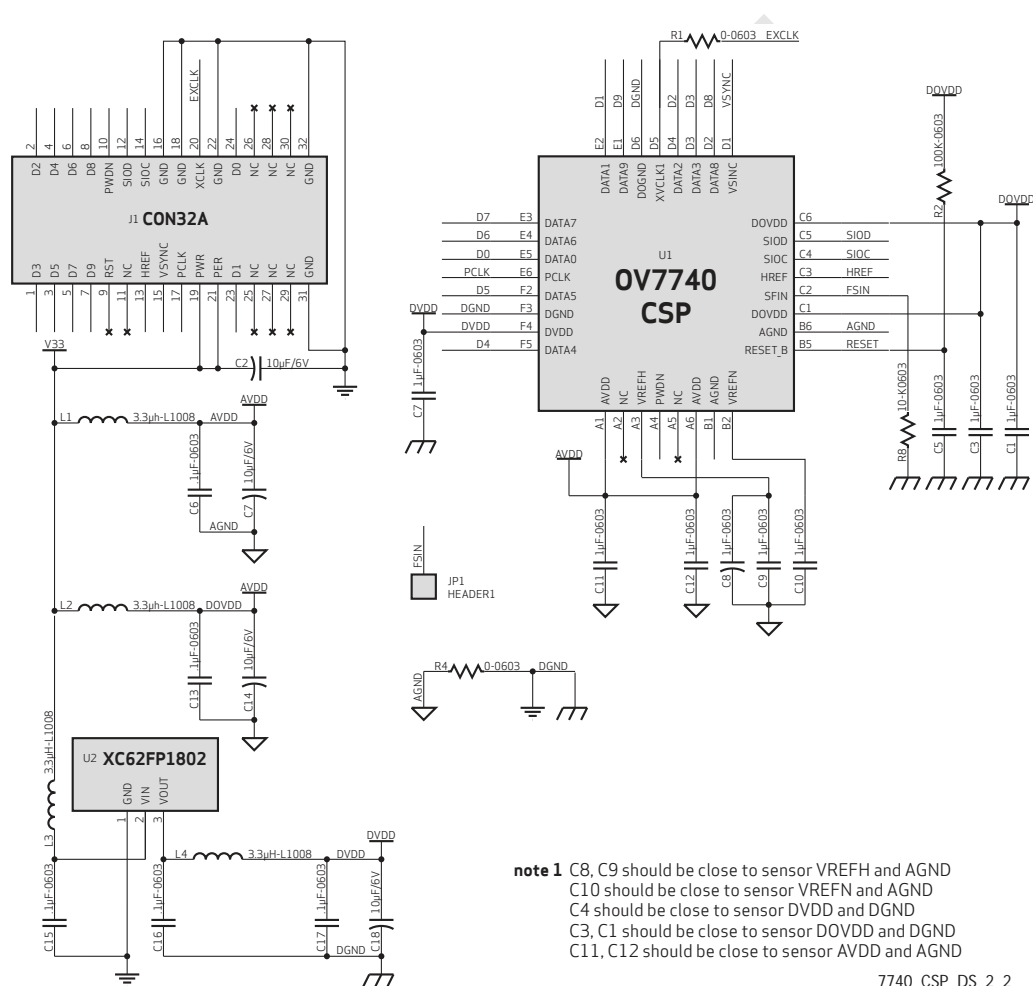 R1 0-0603 EXCLK
EXCLK
D1 D9 DGND D2 D3 D8 VSYNC
DOVDD
2 4 6 8 10 12 14 16 18 20 22 24 26 28 30 32
E2 E1 D6 D5 D4 D3 D2 D1
100K-0603
R2
D2 D4 D6 D8 PWDN SIOD SIOC GND GND XCLK GND D0 NC NC NC GND
DATA1 DATA9 DOGND XVCLK1 DATA2 DATA3 DATA8 VSINC
DOVDD
J1 CON32A
D3 D5 D7 D9 RST NC HREF VSYNC PCLK PWR PER D1 NC NC NC GND
1 3 5 7 9 11 13 15 17 19 21 23 25 27 29 31
D7 E3 DATA7
D6 E4 DATA6
D0 E5 DATA0
PCLK E6 PCLK
D5 F2 DATA5
DGND F3 DGND
DVDD F4 DVDD
D4 F5 DATA4
U1
OV7740
CSP
DOVDD C6
SIOD C5 SIOD
SIOC C4 SIOC
HREF C3 HREF
SFIN C2 FSIN
DOVDD C1
AGND B6 AGND
RESET_B B5 RESET
AVDD NC VREFH PWDN NC AVDD AGND VREFN
A1 A2 A3 A4 A5 A6 B1 B2
DVDD
C7 1µF-0603
R8 10-K0603
C5 1µF-0603
C3 1µF-0603
C1 1µF-0603
V33
C2 10µF/6V
L1 3.3µh-L1008 AVDD
AVDD
C6 .1µF-0603
C7 10µF/6V
AGND
AVDD
C11 1µF-0603
C12 1µF-0603
C8 1µF-0603
C9 1µF-0603
C10 1µF-0603
FSIN
JP1
HEADER1
L2 3.3µh-L1008 DOVDD
AVDD
C13 .1µF-0603
C14 10µF/6V
R4 0-0603 DGND
AGND
3.3µH-L1008
L3
U2 XC62FP1802
GND VIN VOUT
1 2 3
L4 3.3µH-L1008 DVDD
DVDD
C15 .1µF-0603
C16 .1µF-0603
C17 .1µF-0603
C18 10µF/6V
DGND
note 1 C8, C9 should be close to sensor VREFH and AGND
C10 should be close to sensor VREFN and AGND
C4 should be close to sensor DVDD and DGND
C3, C1 should be close to sensor DOVDD and DGND
C11, C12 should be close to sensor AVDD and AGND
7740_CSP_DS_2_2